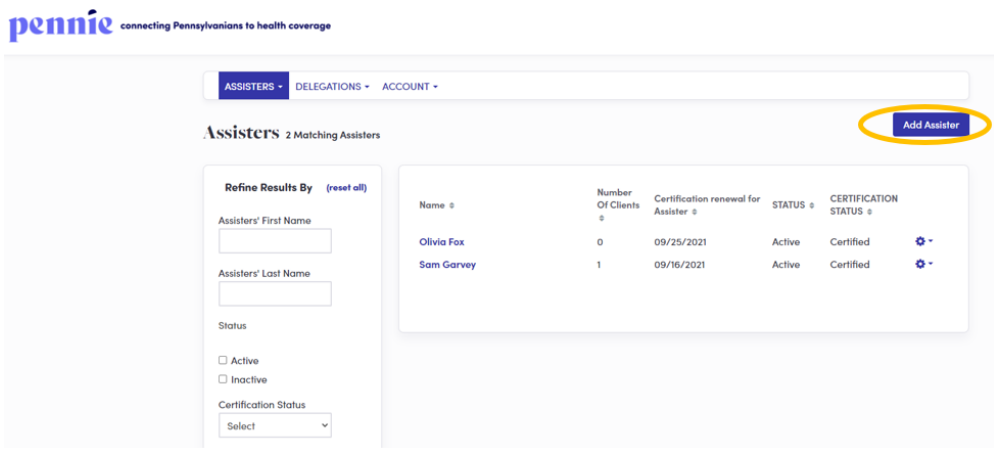 pennie connecting Pennsylvanians to health coverage
ASSISTERS DELEGATIONS ACCOUNT
Assisters 2 Matching Assisters
Add Assister
Refine Results By (reset all)
Assisters' First Name
Assisters' Last Name
Status
Active
Inactive
Certification Status
Select
Name Number Of Clients Certification renewal for Assister STATUS CERTIFICATION STATUS
Olivia Fox 0 09/25/2021 Active Certified
Sam Garvey 1 09/16/2021 Active Certified